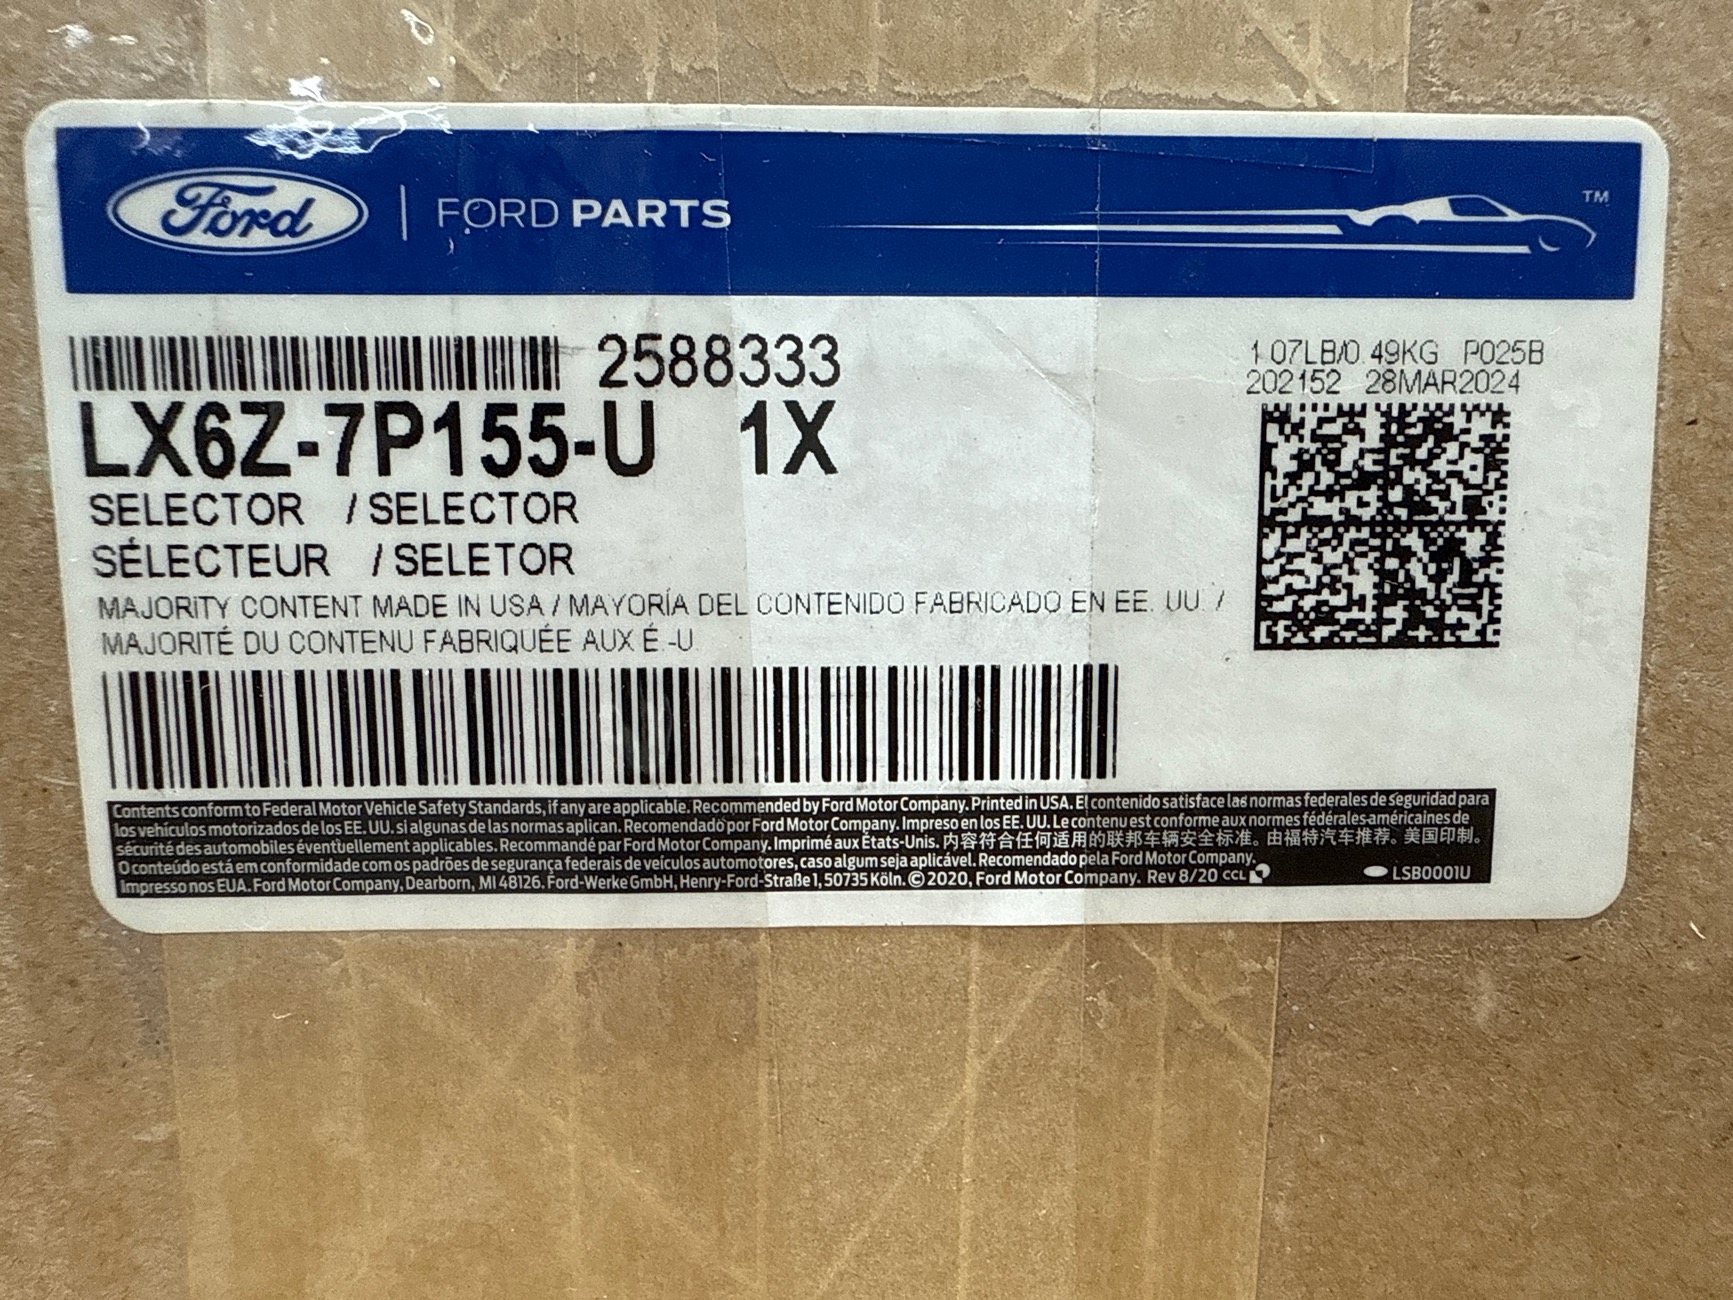 Ford | FORD PARTS ™
2588333
LX6Z-7P155-U 1X
SELECTOR / SELECTOR
SÉLECTEUR / SELETOR
MAJORITY CONTENT MADE IN USA / MAYORÍA DEL CONTENIDO FABRICADO EN EE. UU. /
MAJORITÉ DU CONTENU FABRIQUÉE AUX É.-U.
1.07LB/0.49KG P025B
202152 28MAR2024
Contents conform to Federal Motor Vehicle Safety Standards, if any are applicable. Recommended by Ford Motor Company. Printed in USA. El contenido satisface las normas federales de seguridad para
los vehículos motorizados de los EE. UU. si algunas de las normas aplican. Recomendado por Ford Motor Company. Impreso en los EE. UU. Le contenu est conforme aux normes fédérales américaines de
sécurité des automobiles éventuellement applicables. Recommandé par Ford Motor Company. Imprimé aux États-Unis. 内容符合任何适用的联邦车辆安全标准。由福特汽车推荐。美国印制。
O conteúdo está em conformidade com os padrões de segurança federais de veículos automotores, caso algum seja aplicável. Recomendado pela Ford Motor Company.
Impresso nos EUA. Ford Motor Company, Dearborn, MI 48126. Ford-Werke GmbH, Henry-Ford-Straße 1, 50735 Köln. © 2020, Ford Motor Company. Rev 8/20 CCL LSB0001U